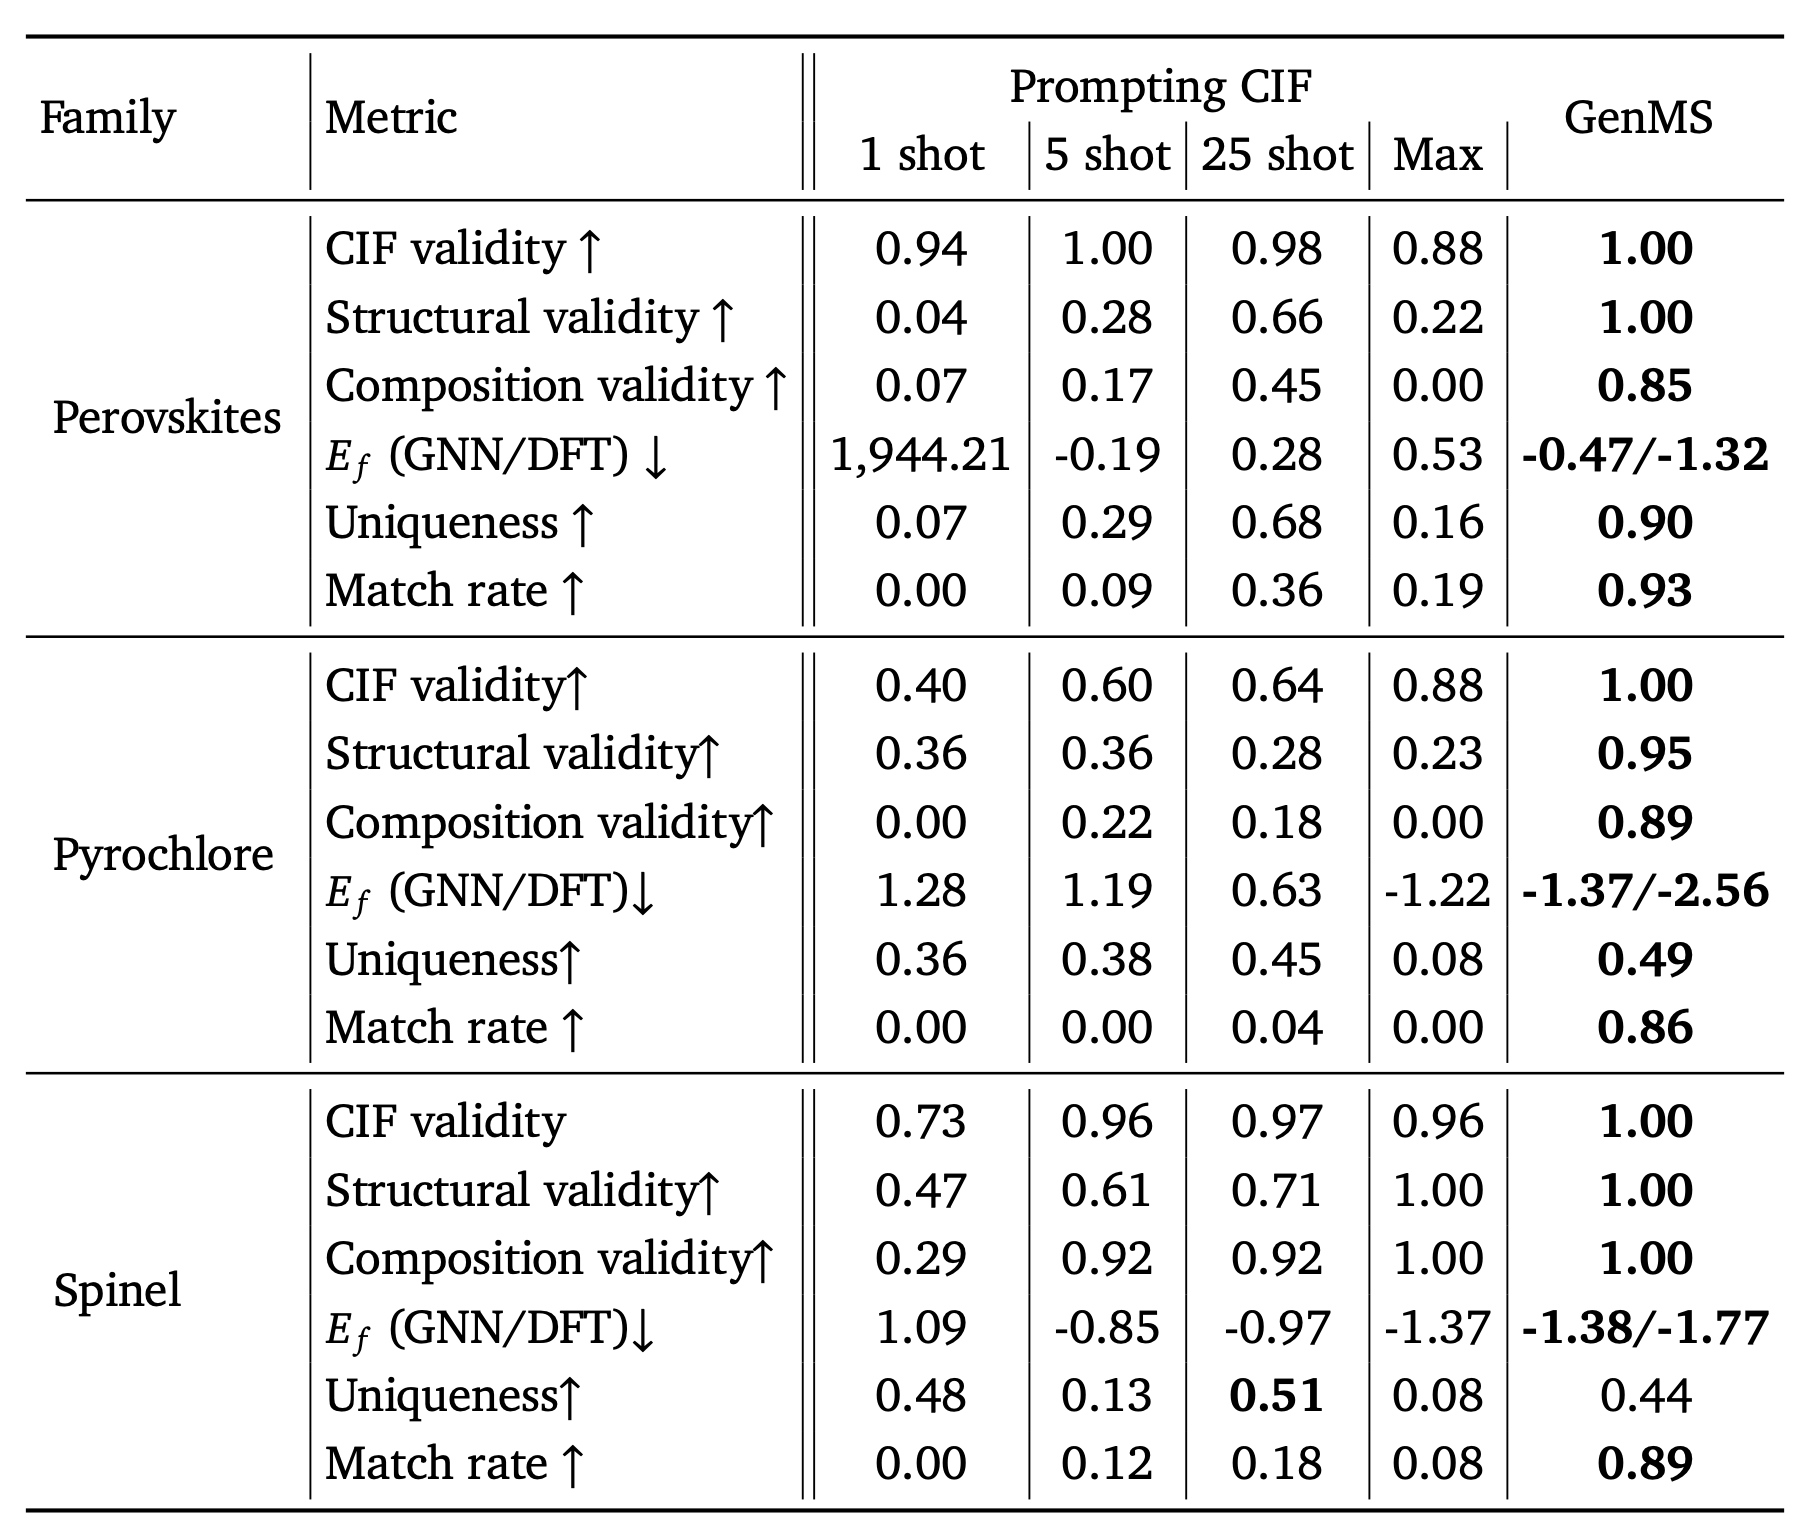 Family Metric Prompting CIF GenMS
1 shot 5 shot 25 shot Max
Perovskites
CIF validity ↑ 0.94 1.00 0.98 0.88 1.00
Structural validity ↑ 0.04 0.28 0.66 0.22 1.00
Composition validity ↑ 0.07 0.17 0.45 0.00 0.85
E_f (GNN/DFT) ↓ 1,944.21 -0.19 0.28 0.53 -0.47/-1.32
Uniqueness ↑ 0.07 0.29 0.68 0.16 0.90
Match rate ↑ 0.00 0.09 0.36 0.19 0.93
Pyrochlore
CIF validity↑ 0.40 0.60 0.64 0.88 1.00
Structural validity↑ 0.36 0.36 0.28 0.23 0.95
Composition validity↑ 0.00 0.22 0.18 0.00 0.89
E_f (GNN/DFT)↓ 1.28 1.19 0.63 -1.22 -1.37/-2.56
Uniqueness↑ 0.36 0.38 0.45 0.08 0.49
Match rate ↑ 0.00 0.00 0.04 0.00 0.86
Spinel
CIF validity 0.73 0.96 0.97 0.96 1.00
Structural validity↑ 0.47 0.61 0.71 1.00 1.00
Composition validity↑ 0.29 0.92 0.92 1.00 1.00
E_f (GNN/DFT)↓ 1.09 -0.85 -0.97 -1.37 -1.38/-1.77
Uniqueness↑ 0.48 0.13 0.51 0.08 0.44
Match rate ↑ 0.00 0.12 0.18 0.08 0.89